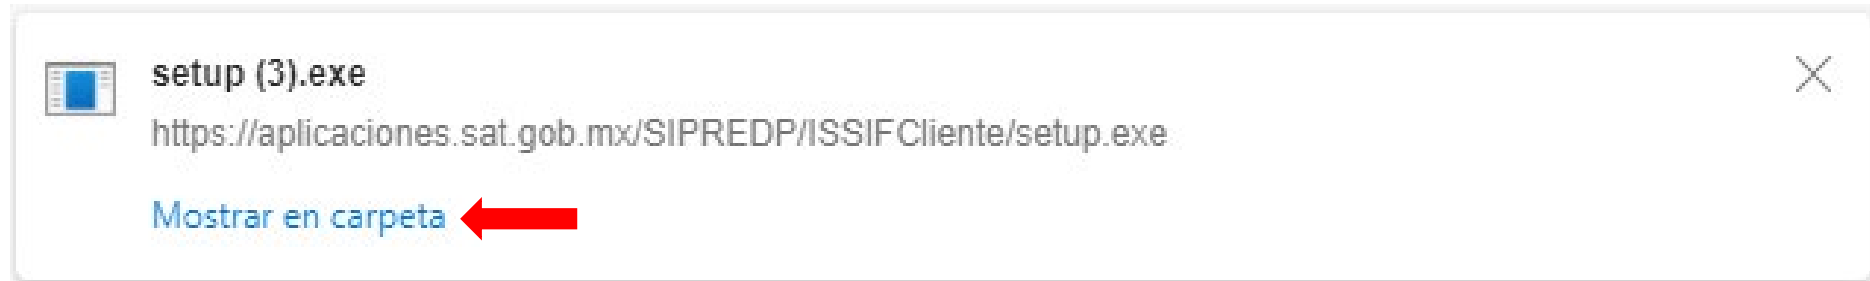 setup (3).exe
https://aplicaciones.sat.gob.mx/SIPREDP/ISSIFCliente/setup.exe
Mostrar en carpeta